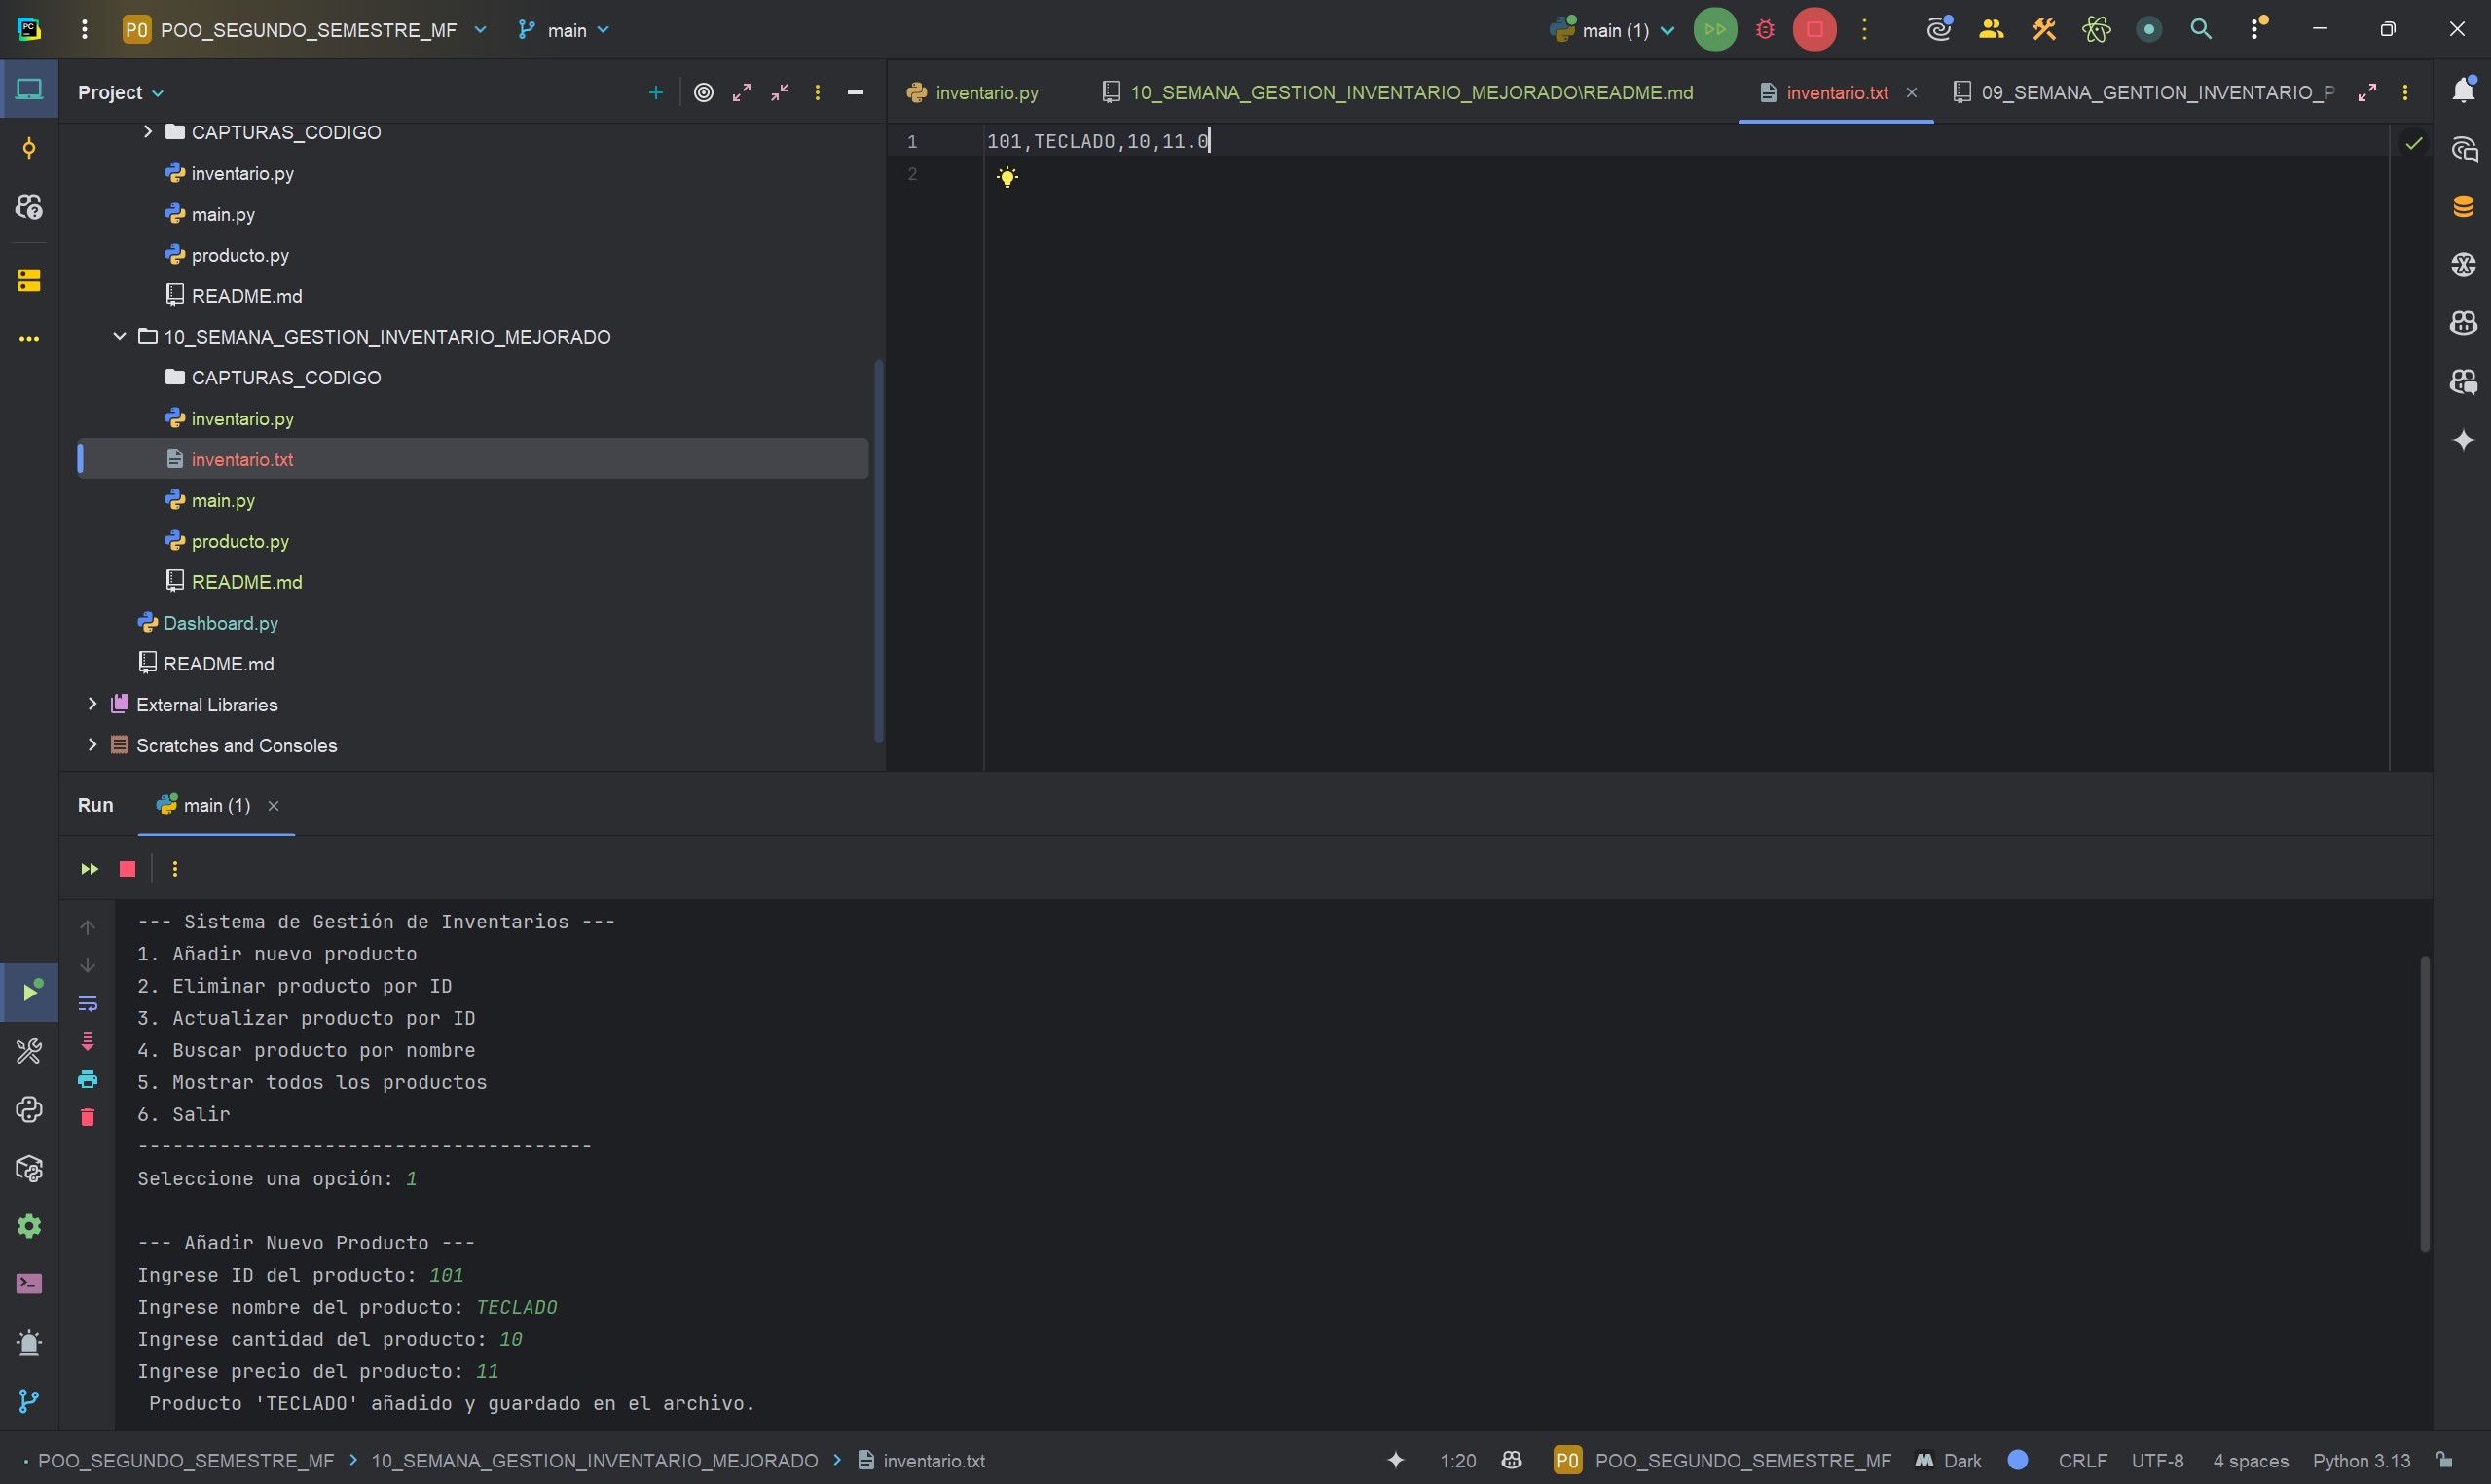 PC
PO POO_SEGUNDO_SEMESTRE_MF main main (1)
Project
CAPTURAS_CODIGO
inventario.py
main.py
producto.py
README.md
10_SEMANA_GESTION_INVENTARIO_MEJORADO
CAPTURAS_CODIGO
inventario.py
inventario.txt
main.py
producto.py
README.md
Dashboard.py
README.md
External Libraries
Scratches and Consoles
inventario.py 10_SEMANA_GESTION_INVENTARIO_MEJORADO\README.md inventario.txt 09_SEMANA_GENTION_INVENTARIO_P
1 101,TECLADO,10,11.0
2
Run main (1)
--- Sistema de Gestión de Inventarios ---
1. Añadir nuevo producto
2. Eliminar producto por ID
3. Actualizar producto por ID
4. Buscar producto por nombre
5. Mostrar todos los productos
6. Salir
---------------------------------------
Seleccione una opción: 1
--- Añadir Nuevo Producto ---
Ingrese ID del producto: 101
Ingrese nombre del producto: TECLADO
Ingrese cantidad del producto: 10
Ingrese precio del producto: 11
Producto 'TECLADO' añadido y guardado en el archivo.
POO_SEGUNDO_SEMESTRE_MF 10_SEMANA_GESTION_INVENTARIO_MEJORADO inventario.txt 1:20 PO POO_SEGUNDO_SEMESTRE_MF Dark CRLF UTF-8 4 spaces Python 3.13